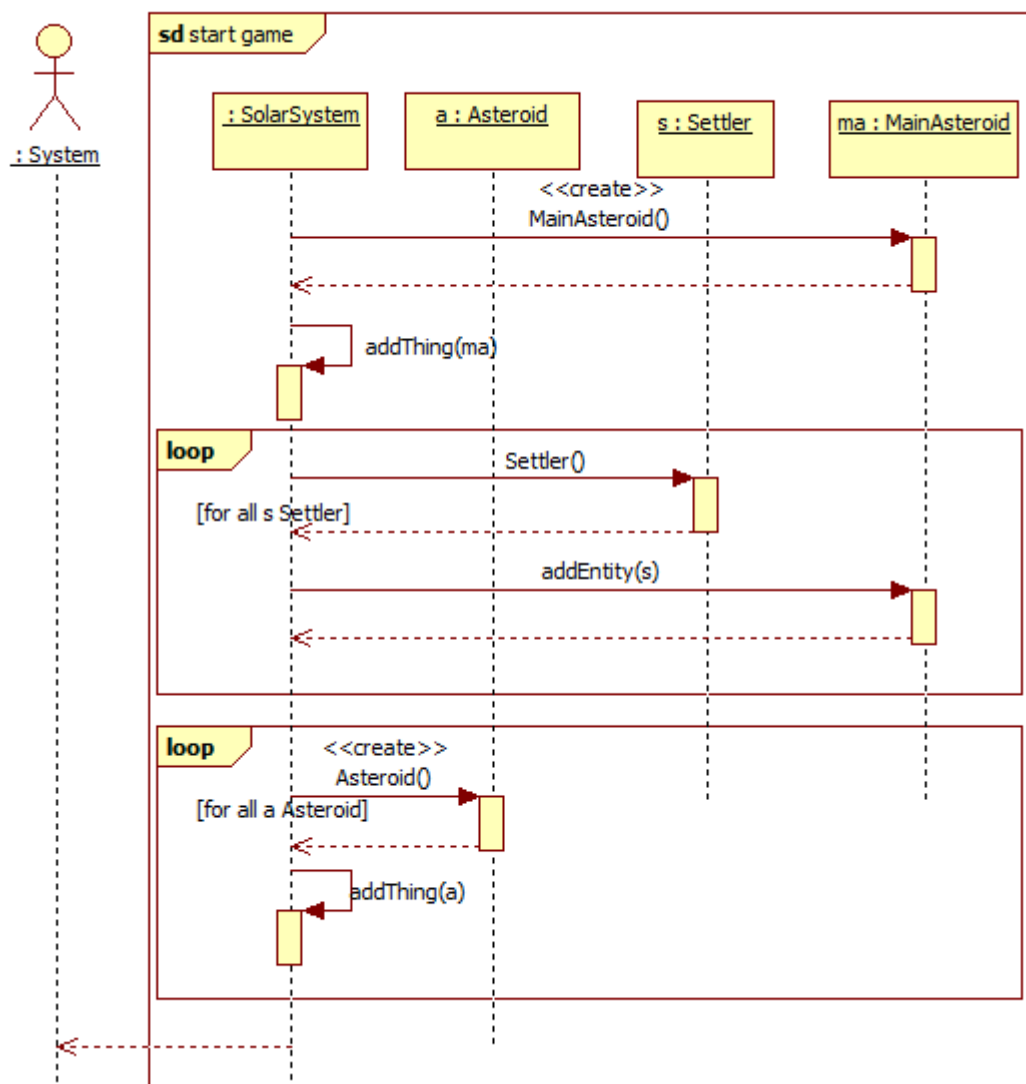 sd start game
: System
: SolarSystem
a : Asteroid
s : Settler
ma : MainAsteroid
<<create>>
MainAsteroid()
addThing(ma)
loop
Settler()
[for all s Settler]
addEntity(s)
loop
<<create>>
Asteroid()
[for all a Asteroid]
addThing(a)